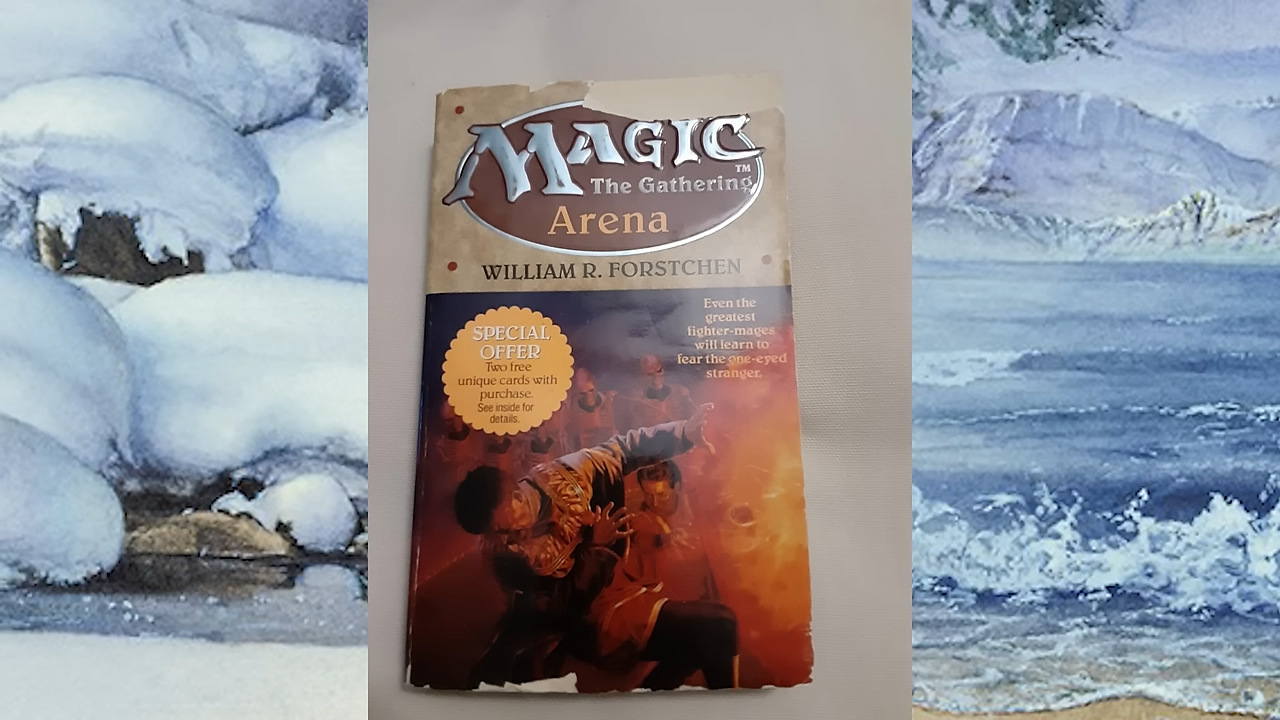 MAGIC
TM
The Gathering
Arena
WILLIAM R. FORSTCHEN
Even the
greatest
fighter-mages
will learn to
fear the one-eyed
stranger.
SPECIAL
OFFER
Two free
unique cards with
purchase.
See inside for
details.